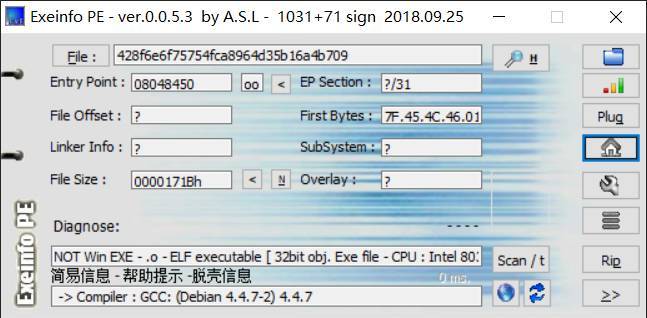 Exeinfo PE - ver.0.0.5.3 by A.S.L - 1031+71 sign 2018.09.25
File : 428f6e6f75754fca8964d35b16a4b709 H
Entry Point : 08048450 oo < EP Section : ?/31
File Offset : ? First Bytes : 7F.45.4C.46.01 Plug
Linker Info : ? SubSystem : ?
File Size : 0000171Bh < N Overlay : ?
Diagnose: ----
NOT Win EXE - .o - ELF executable [ 32bit obj. Exe file - CPU : Intel 80 Scan / t Rip
简易信息 - 帮助提示 -脱壳信息 0 ms.
-> Compiler : GCC: (Debian 4.4.7-2) 4.4.7 >>
Exeinfo PE